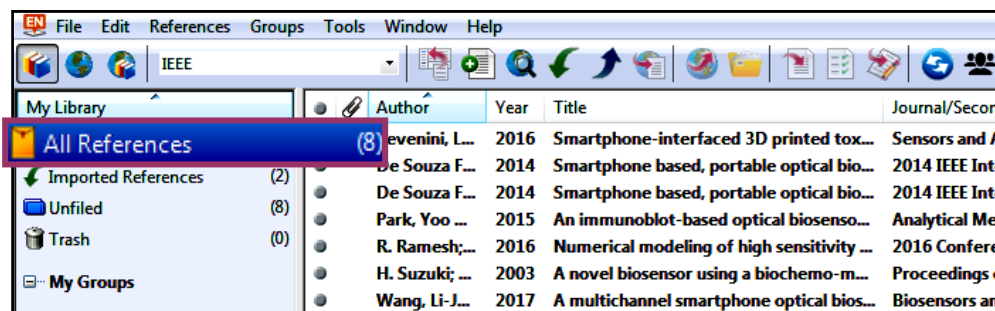 EN File Edit References Groups Tools Window Help
IEEE
My Library
All References (8)
Imported References (2)
Unfiled (8)
Trash (0)
My Groups
Author Year Title Journal/Secon
evenini, L... 2016 Smartphone-interfaced 3D printed tox... Sensors and A
De Souza F... 2014 Smartphone based, portable optical bio... 2014 IEEE Int
De Souza F... 2014 Smartphone based, portable optical bio... 2014 IEEE Int
Park, Yoo ... 2015 An immunoblot-based optical biosenso... Analytical Me
R. Ramesh;... 2016 Numerical modeling of high sensitivity ... 2016 Confere
H. Suzuki; ... 2003 A novel biosensor using a biochemo-m... Proceedings
Wang, Li-J... 2017 A multichannel smartphone optical bios... Biosensors an